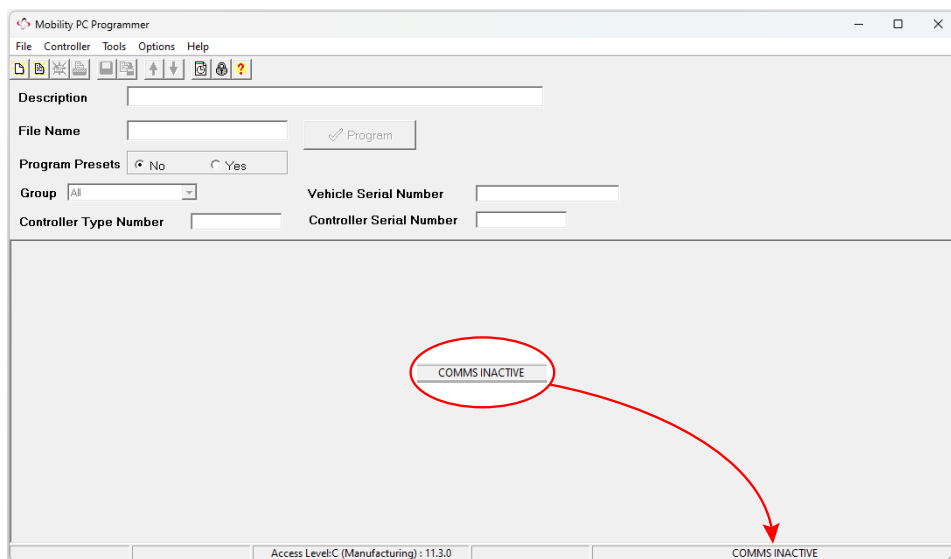 Mobility PC Programmer
File Controller Tools Options Help
Description
File Name
Program
Program Presets No Yes
Group All Vehicle Serial Number
Controller Type Number Controller Serial Number
COMMS INACTIVE
Access Level:C (Manufacturing) : 11.3.0 COMMS INACTIVE